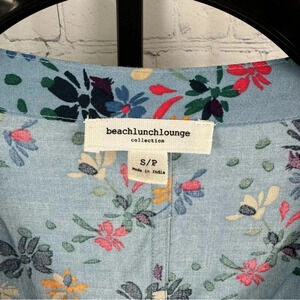 beachlunchlounge
collection
S/P
Made in India